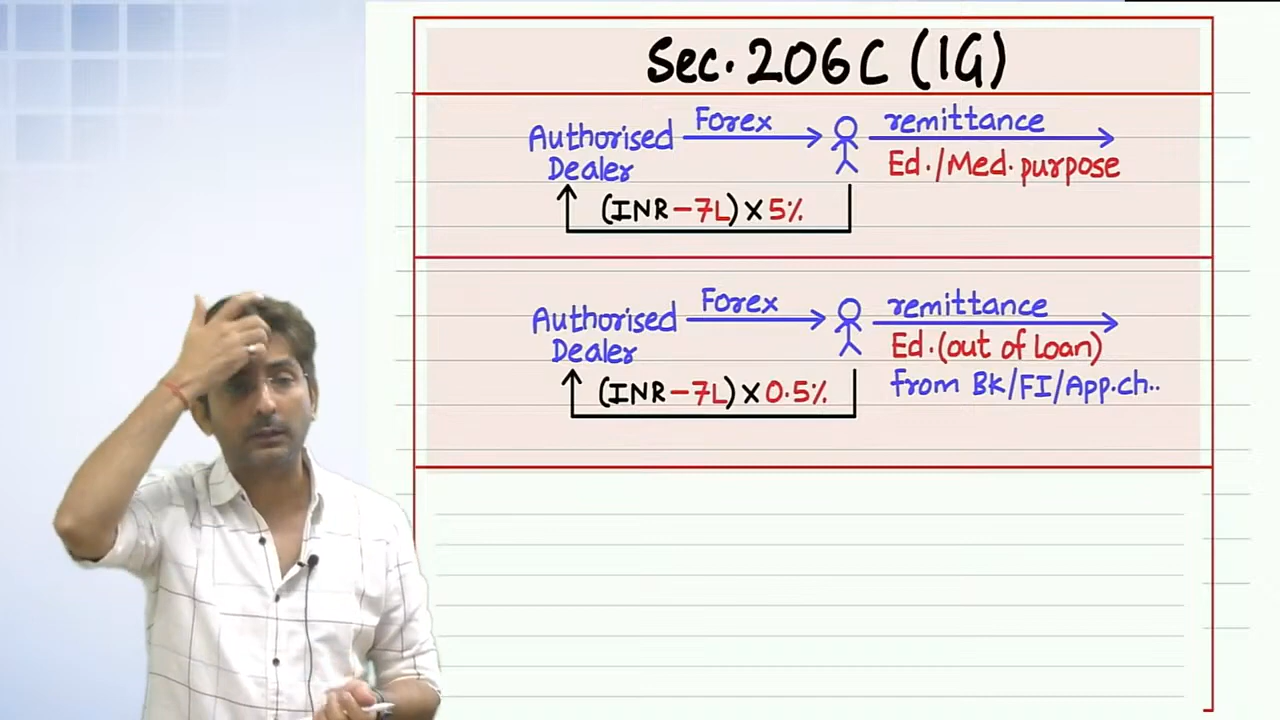 Sec. 206C (1G)
Authorised Dealer
Forex
remittance
Ed./Med. purpose
(INR-7L) X 5%
Authorised Dealer
Forex
remittance
Ed. (out of loan)
from Bk/FI/App.ch..
(INR-7L) X 0.5%